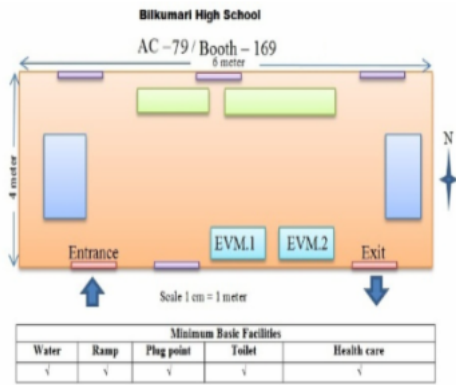 Bilkumari High School
AC – 79 / Booth – 169
6 meter
4 meter
N
EVM.1 EVM.2
Entrance Exit
Scale 1 cm = 1 meter
Minimum Basic Facilities
Water Ramp Plug point Toilet Health care
√ √ √ √ √